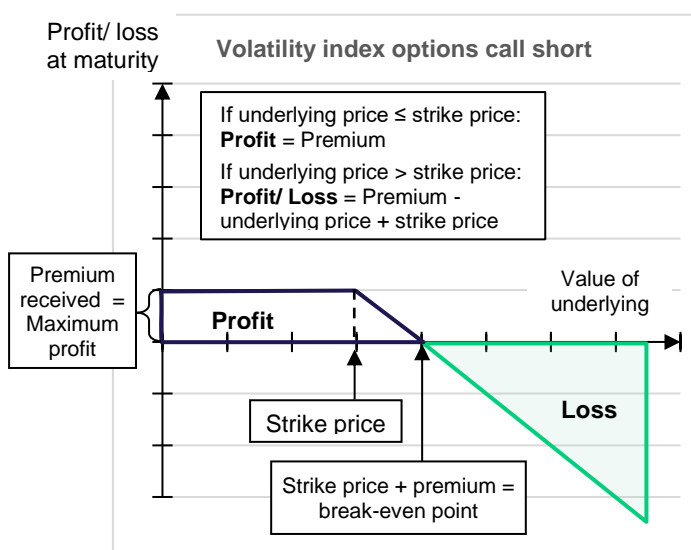 Profit/ loss
at maturity
Volatility index options call short
If underlying price ≤ strike price:
Profit = Premium
If underlying price > strike price:
Profit/ Loss = Premium -
underlying price + strike price
Premium
received =
Maximum
profit
Value of
underlying
Profit
Loss
Strike price
Strike price + premium =
break-even point